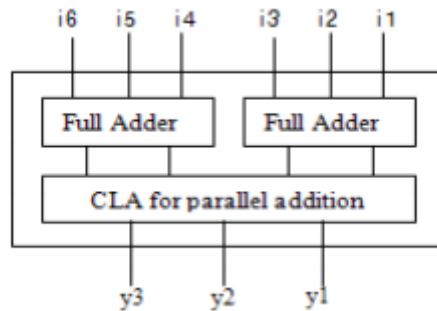 i6 i5 i4 i3 i2 i1
Full Adder Full Adder
CLA for parallel addition
y3 y2 y1